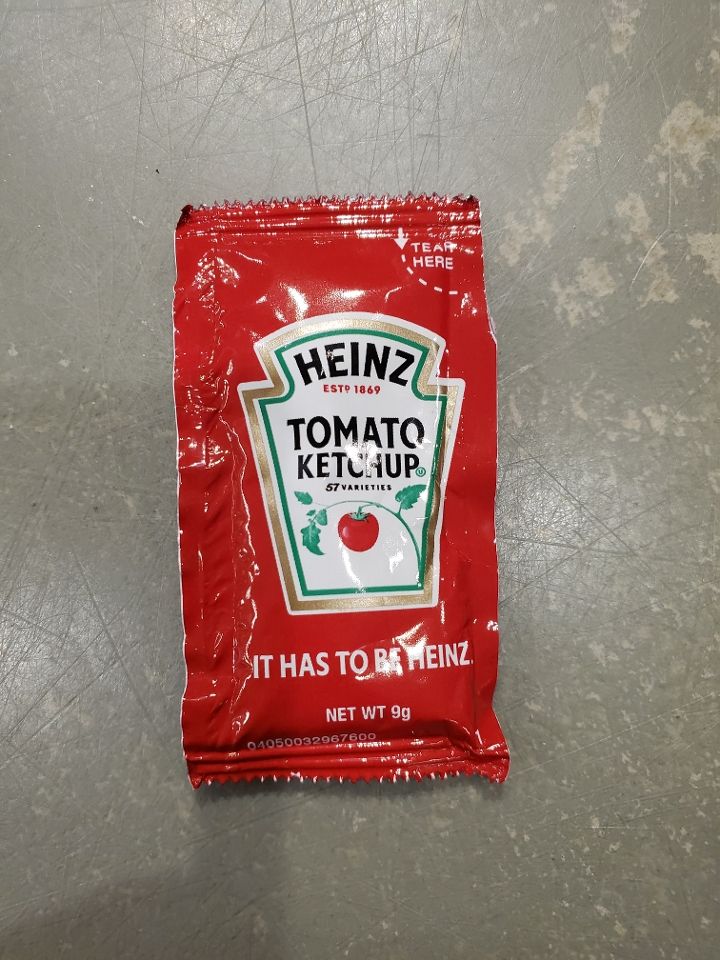 TEAR
HERE
HEINZ
ESTD 1869
TOMATO
KETCHUP
57 VARIETIES
IT HAS TO BE HEINZ.
NET WT 9g
04050032967600